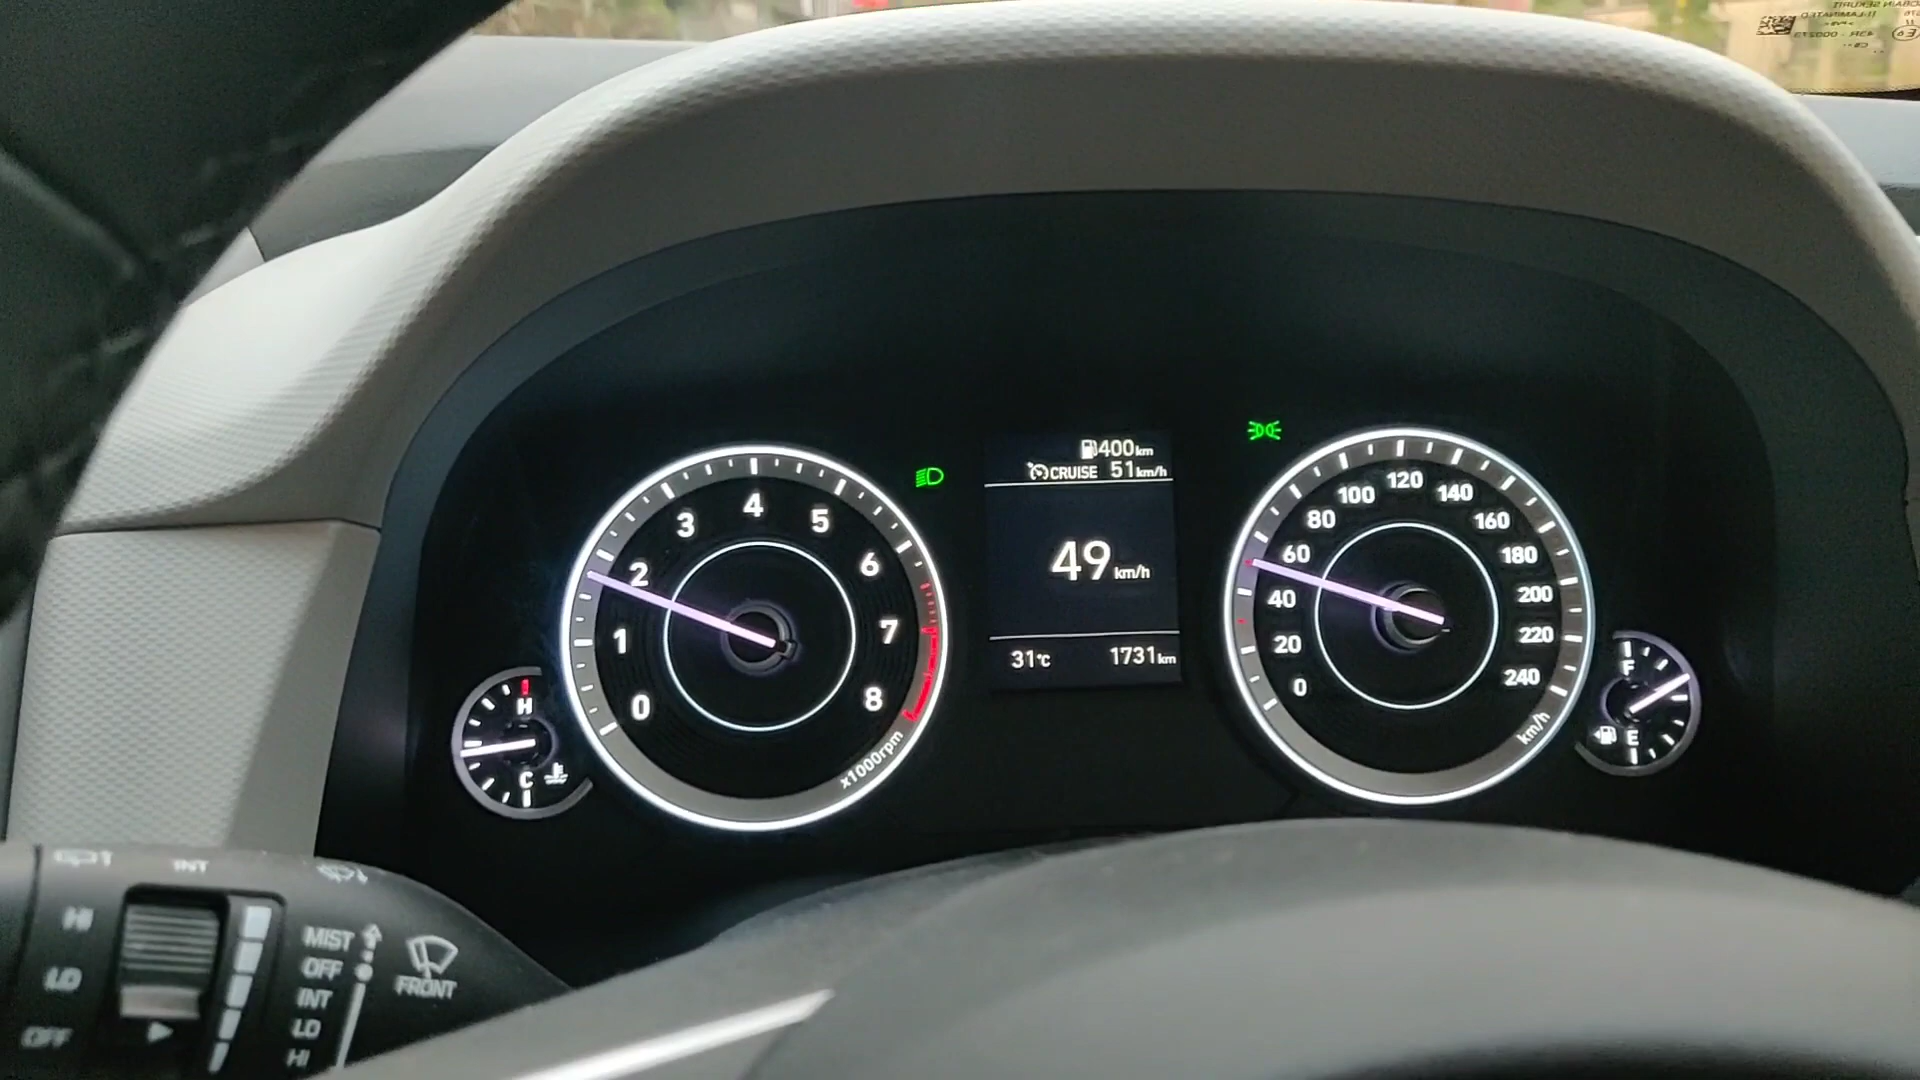 400km
CRUISE 51km/h
49km/h
31°C 1731km
0
1
2
3
4
5
6
7
8
x1000rpm
0
20
40
60
80
100
120
140
160
180
200
220
240
km/h
H
C
F
E
INT
HI
LO
OFF
MIST
OFF
INT
LO
HI
FRONT